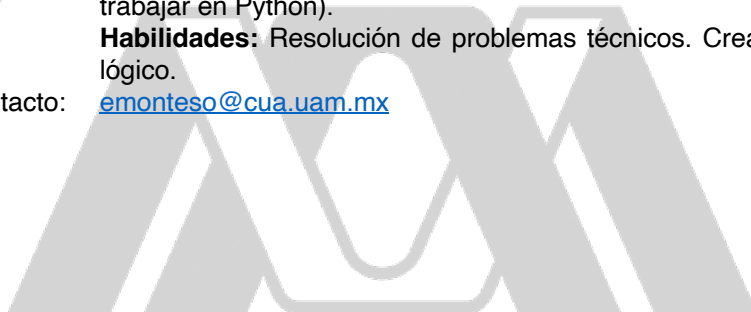 trabajar en Python).
Habilidades: Resolución de problemas técnicos. Crea
lógico.
tacto: emonteso@cua.uam.mx